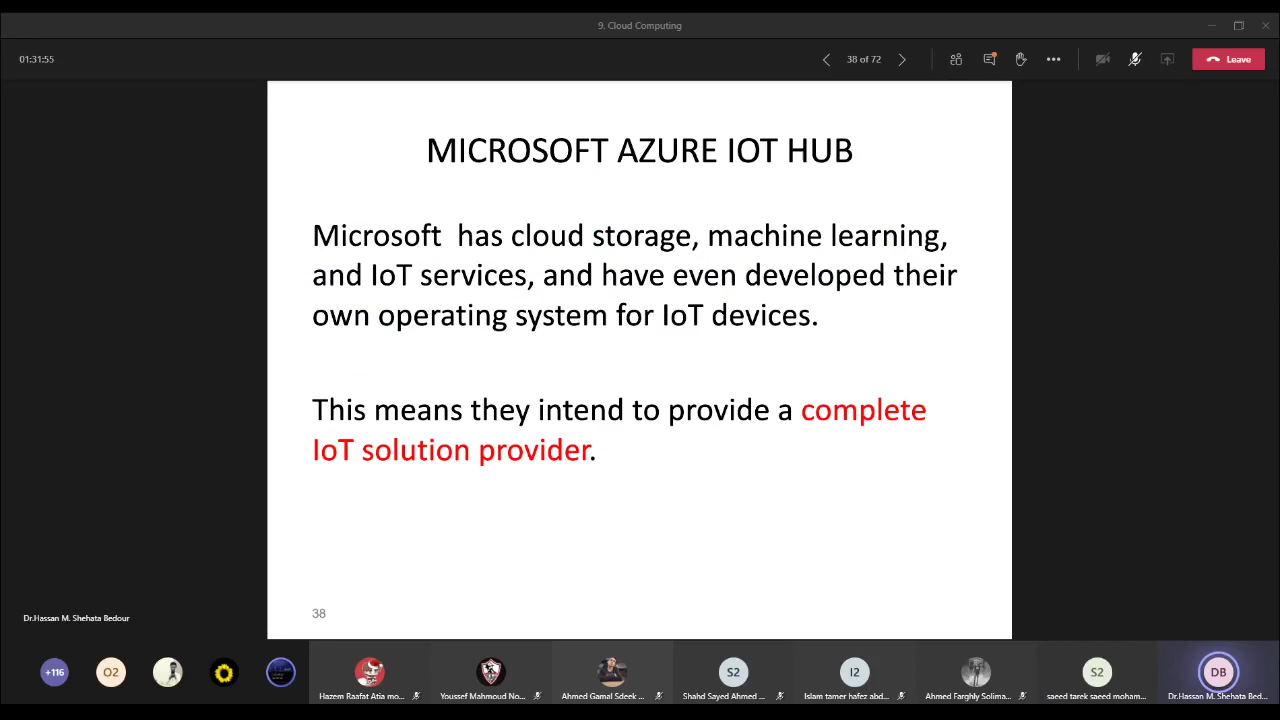 9. Cloud Computing
01:31:55
38 of 72
Leave
MICROSOFT AZURE IOT HUB
Microsoft  has cloud storage, machine learning,
and IoT services, and have even developed their
own operating system for IoT devices.
This means they intend to provide a complete
IoT solution provider.
38
Dr.Hassan M. Shehata Bedour
+116
O2
S2
I2
S2
DB
Hazem Raafat Atia mo...
Youssef Mahmoud No...
Ahmed Gamal Sdeek ...
Shahd Sayed Ahmed ...
Islam tamer hafez abd...
Ahmed Farghly Solima...
saeed tarek saeed moham...
Dr.Hassan M. Shehata Bed...